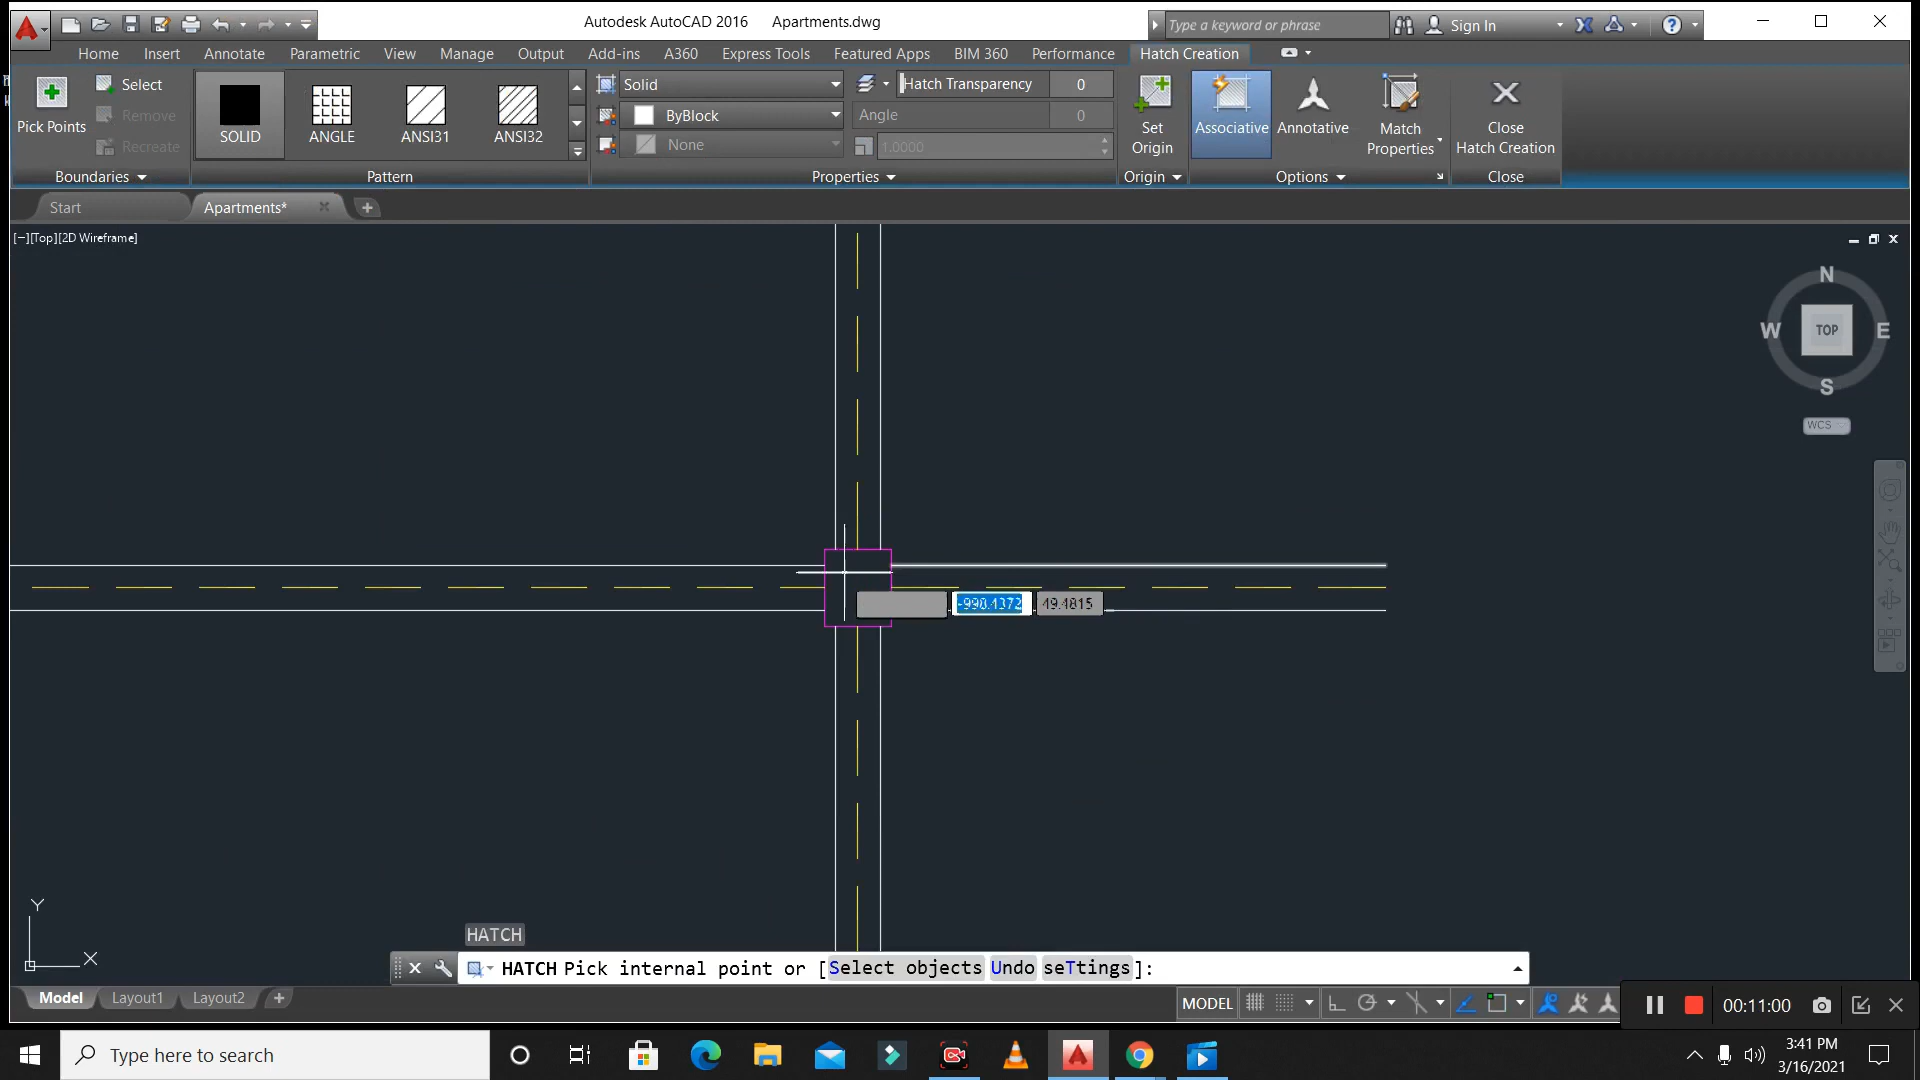 Autodesk AutoCAD 2016 Apartments.dwg
Type a keyword or phrase
Sign In
Home Insert Annotate Parametric View Manage Output Add-ins A360 Express Tools Featured Apps BIM 360 Performance Hatch Creation
Pick Points
Select
Remove
Recreate
Boundaries
SOLID
ANGLE
ANSI31
ANSI32
Pattern
Solid
ByBlock
None
Hatch Transparency 0
Angle 0
1.0000
Properties
Set
Origin
Origin
Associative
Annotative
Match
Properties
Options
Close
Hatch Creation
Close
Start
Apartments*
[−][Top][2D Wireframe]
N
W
TOP
E
S
WCS
-990.4372 49.4815
Y
X
HATCH
HATCH Pick internal point or [Select objects Undo seTtings]:
Model Layout1 Layout2
MODEL
00:11:00
Type here to search
3:41 PM
3/16/2021